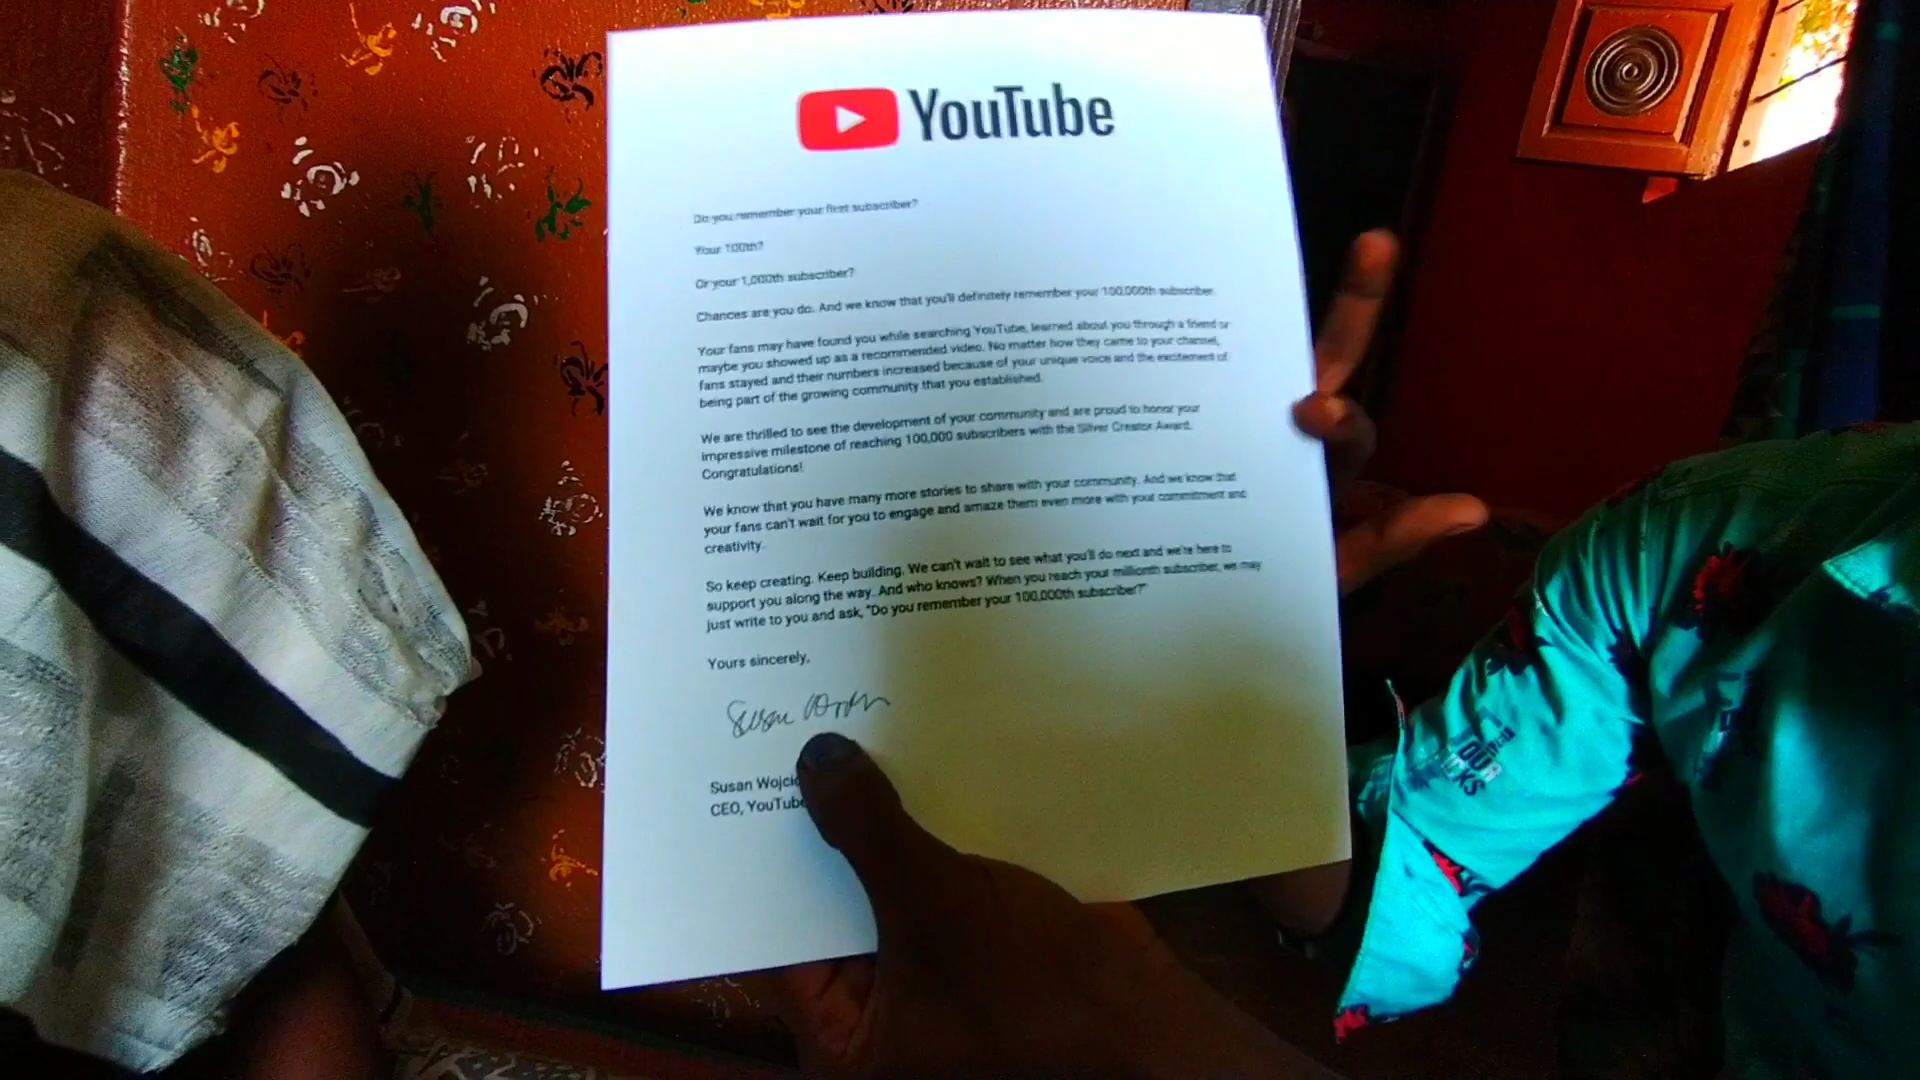 YouTube
Do you remember your first subscriber?
Your 100th?
Or your 1,000th subscriber?
Chances are you do. And we know that you'll definitely remember your 100,000th subscriber.
Your fans may have found you while searching YouTube, learned about you through a friend or
maybe you showed up as a recommended video. No matter how they came to your channel,
fans stayed and their numbers increased because of your unique voice and the excitement of
being part of the growing community that you established.
We are thrilled to see the development of your community and are proud to honor your
impressive milestone of reaching 100,000 subscribers with the Silver Creator Award.
Congratulations!
We know that you have many more stories to share with your community. And we know that
your fans can't wait for you to engage and amaze them even more with your commitment and
creativity.
So keep creating. Keep building. We can't wait to see what you'll do next and we're here to
support you along the way. And who knows? When you reach your millionth subscriber, we may
just write to you and ask, "Do you remember your 100,000th subscriber?"
Yours sincerely,
Susan
Susan Wojcic
CEO, YouTube